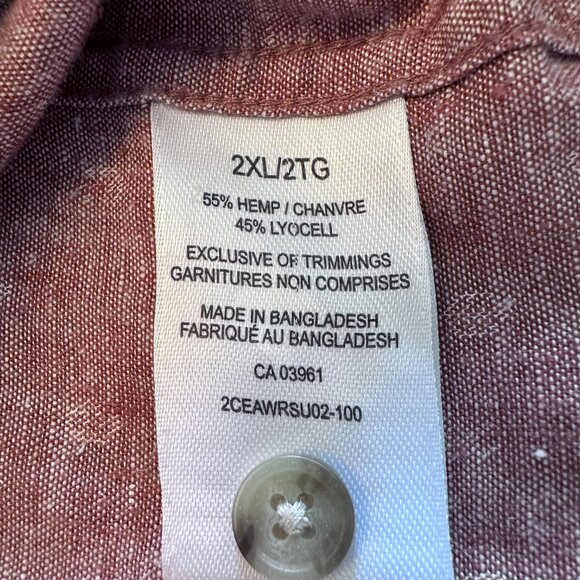 2XL/2TG
55% HEMP / CHANVRE
45% LYOCELL
EXCLUSIVE OF TRIMMINGS
GARNITURES NON COMPRISES
MADE IN BANGLADESH
FABRIQUÉ AU BANGLADESH
CA 03961
2CEAWRSU02-100